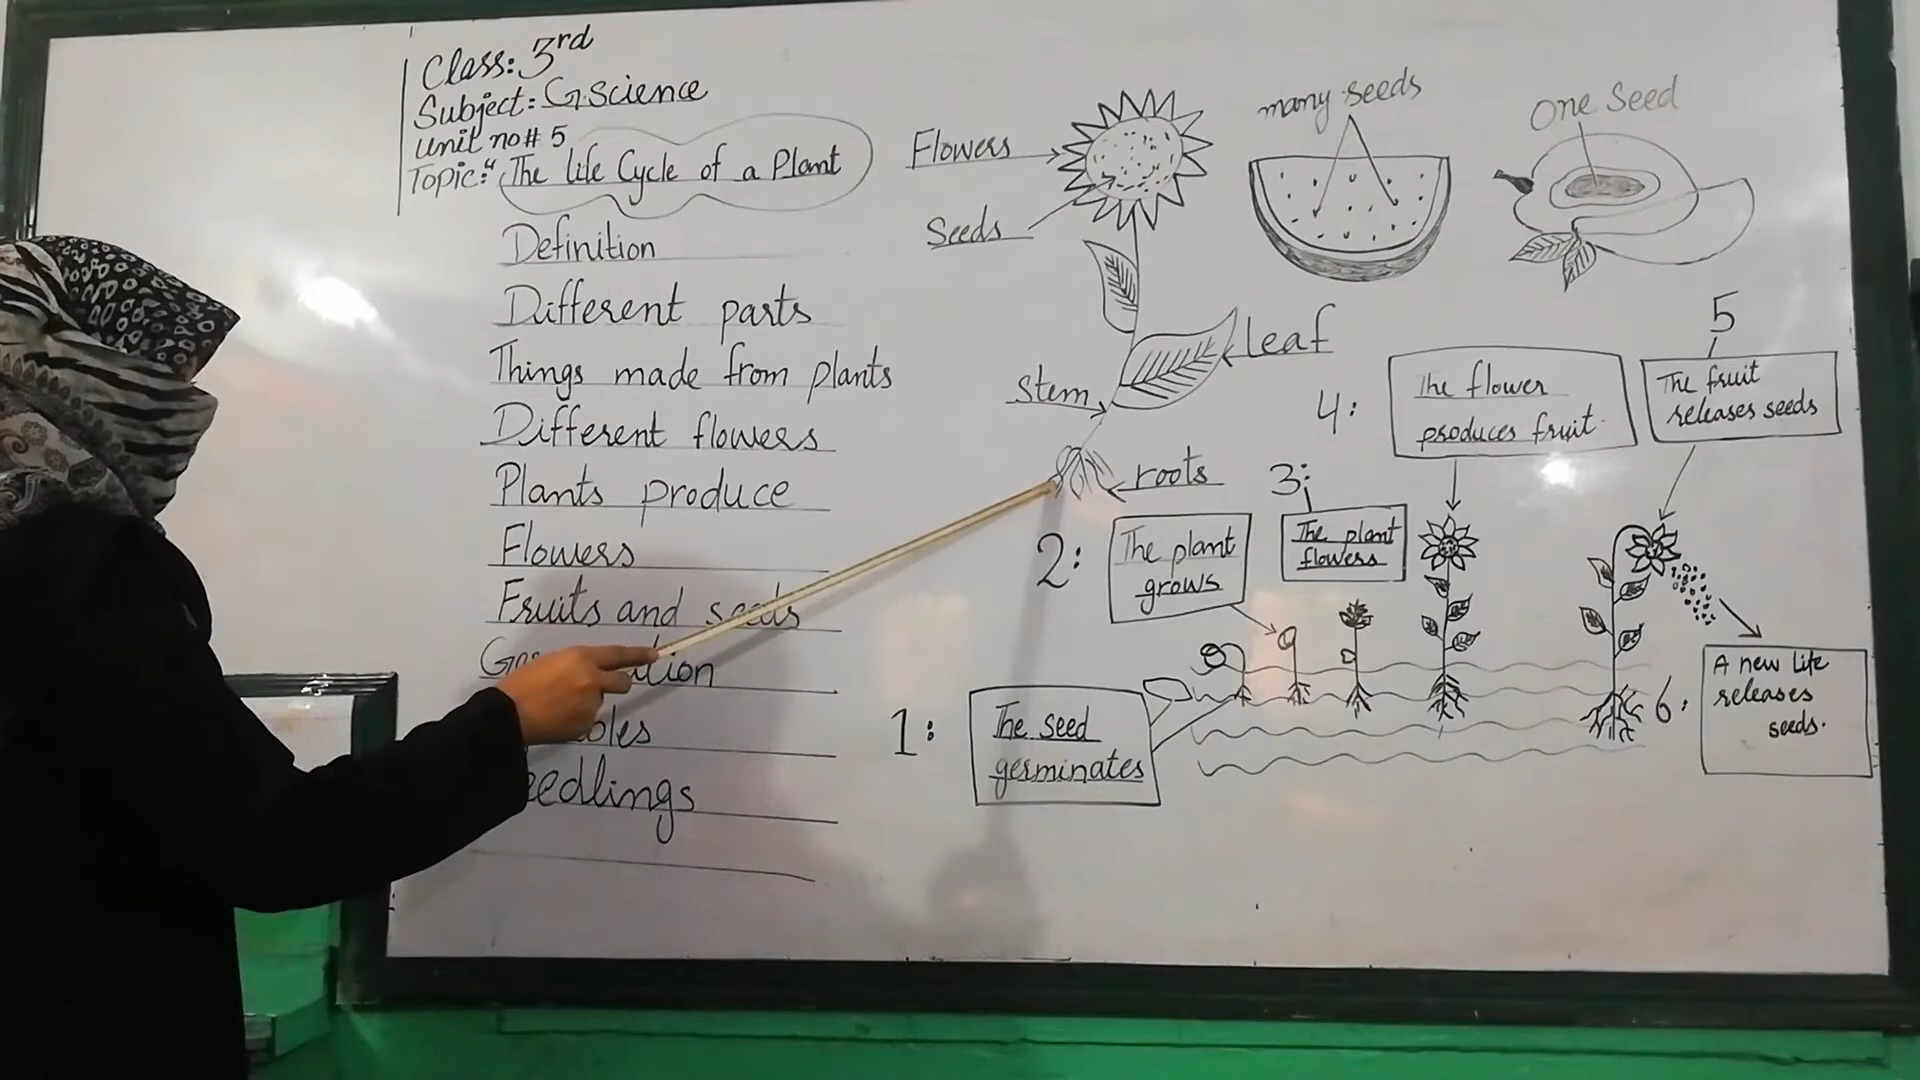 Class: 3rd
Subject: G.Science
Unit no# 5
Topic:" The life Cycle of a Plant
Definition
Different parts
Things made from plants
Different flowers
Plants produce
Flowers
Fruits and seeds
Flowers
Seeds
many seeds
One Seed
leaf
Stem
roots
1:
The seed
germinates
2:
The plant
grows
3:
The plant
flowers
4:
The flower
produces fruit.
5
The fruit
releases seeds
6:
A new life
releases
seeds.